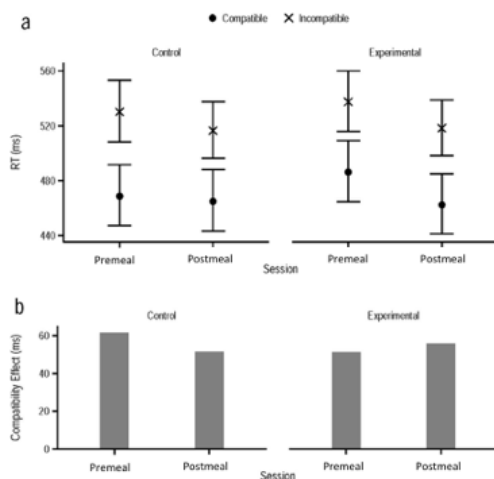 a
● Compatible × Incompatible
Control Experimental
560
520
480
440
RT (ms)
Premeal Postmeal Premeal Postmeal
Session
b
Control Experimental
60
40
20
0
Compatibility Effect (ms)
Premeal Postmeal Premeal Postmeal
Session